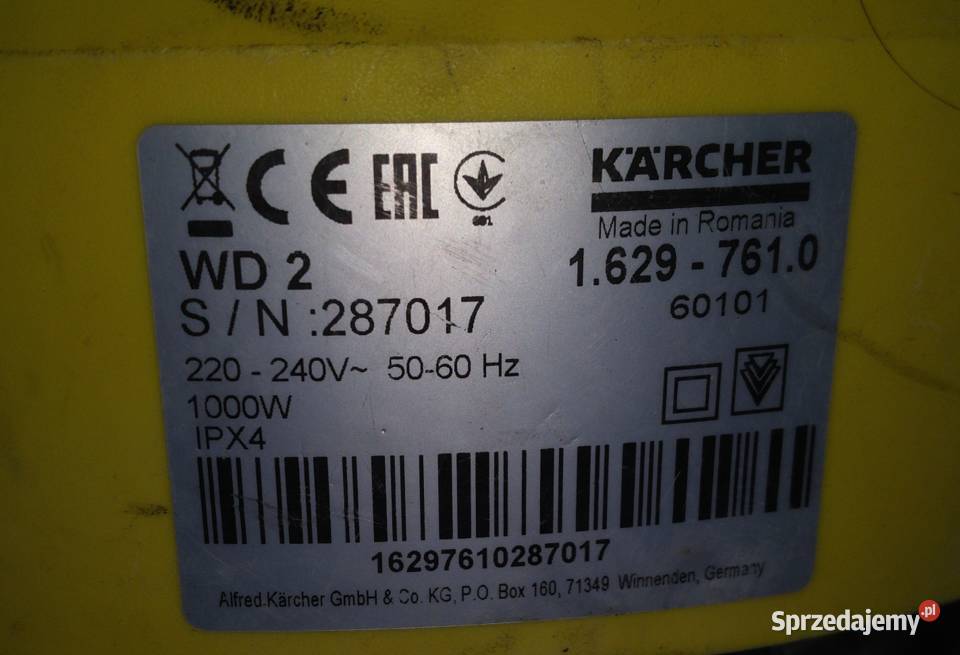 CE EAC
KÄRCHER
Made in Romania
WD 2
1.629 - 761.0
S / N :287017
60101
220 - 240V~ 50-60 Hz
1000W
IPX4
16297610287017
Alfred Kärcher GmbH & Co. KG, P.O. Box 160, 71349 Winnenden, Germany
Sprzedajemy.pl